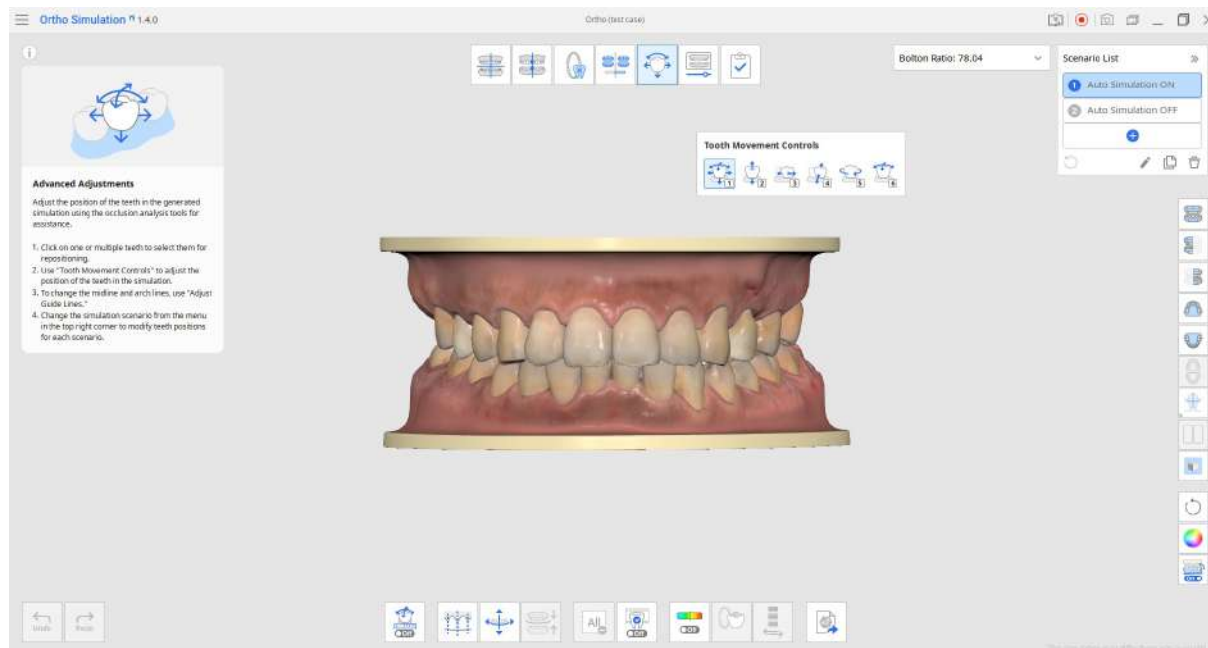 Ortho Simulation 1.4.0
Ortho (test case)
Bolton Ratio: 78.04
Scenario List
1 Auto Simulation ON
2 Auto Simulation OFF
Tooth Movement Controls
1 2 3 4 5 6
Advanced Adjustments
Adjust the position of the teeth in the generated
simulation using the occlusion analysis tools for
assistance.
1. Click on one or multiple teeth to select them for
repositioning.
2. Use "Tooth Movement Controls" to adjust the
position of the teeth in the simulation.
3. To change the midline and arch lines, use "Adjust
Guide Lines."
4. Change the simulation scenario from the menu
in the top right corner to modify teeth positions
for each scenario.
Undo
Redo
Off
All
Off
Off